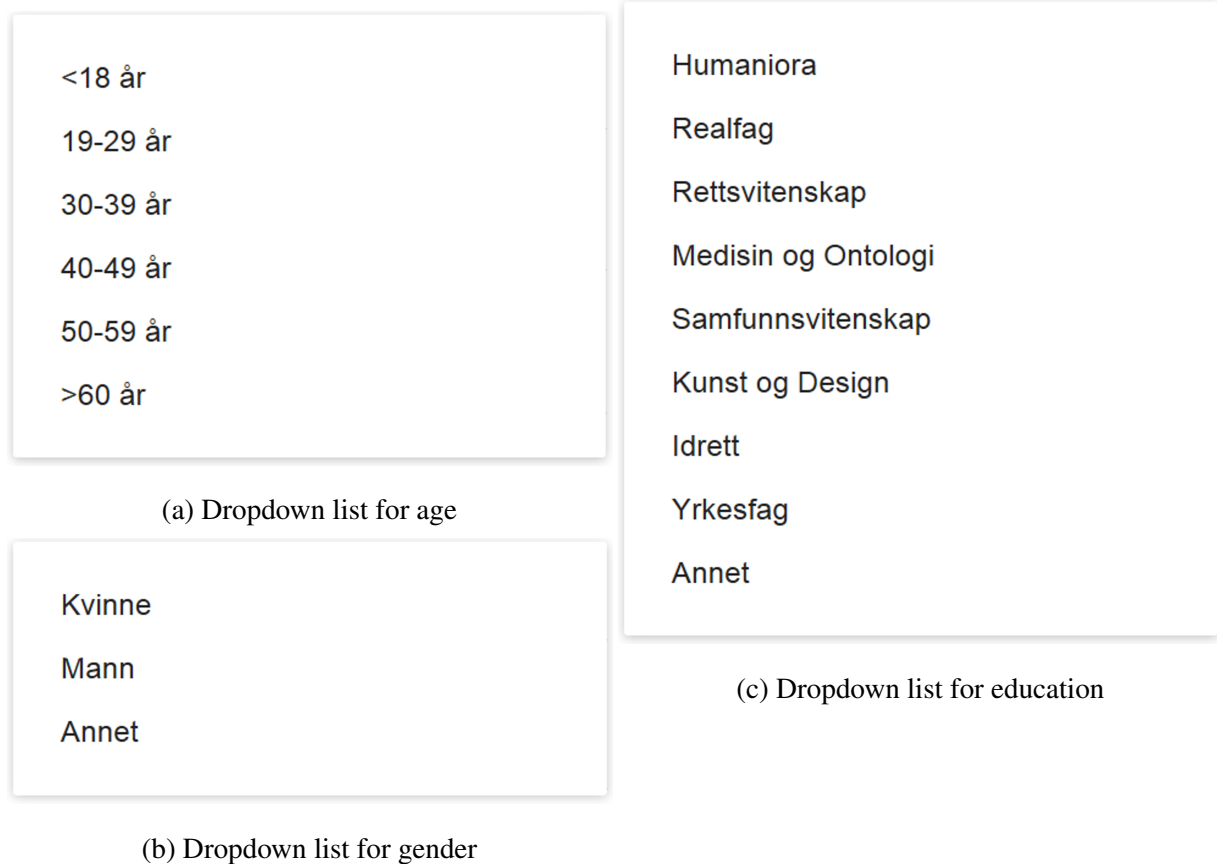 <18 år
19-29 år
30-39 år
40-49 år
50-59 år
>60 år
(a) Dropdown list for age
Kvinne
Mann
Annet
(b) Dropdown list for gender
Humaniora
Realfag
Rettsvitenskap
Medisin og Ontologi
Samfunnsvitenskap
Kunst og Design
Idrett
Yrkesfag
Annet
(c) Dropdown list for education